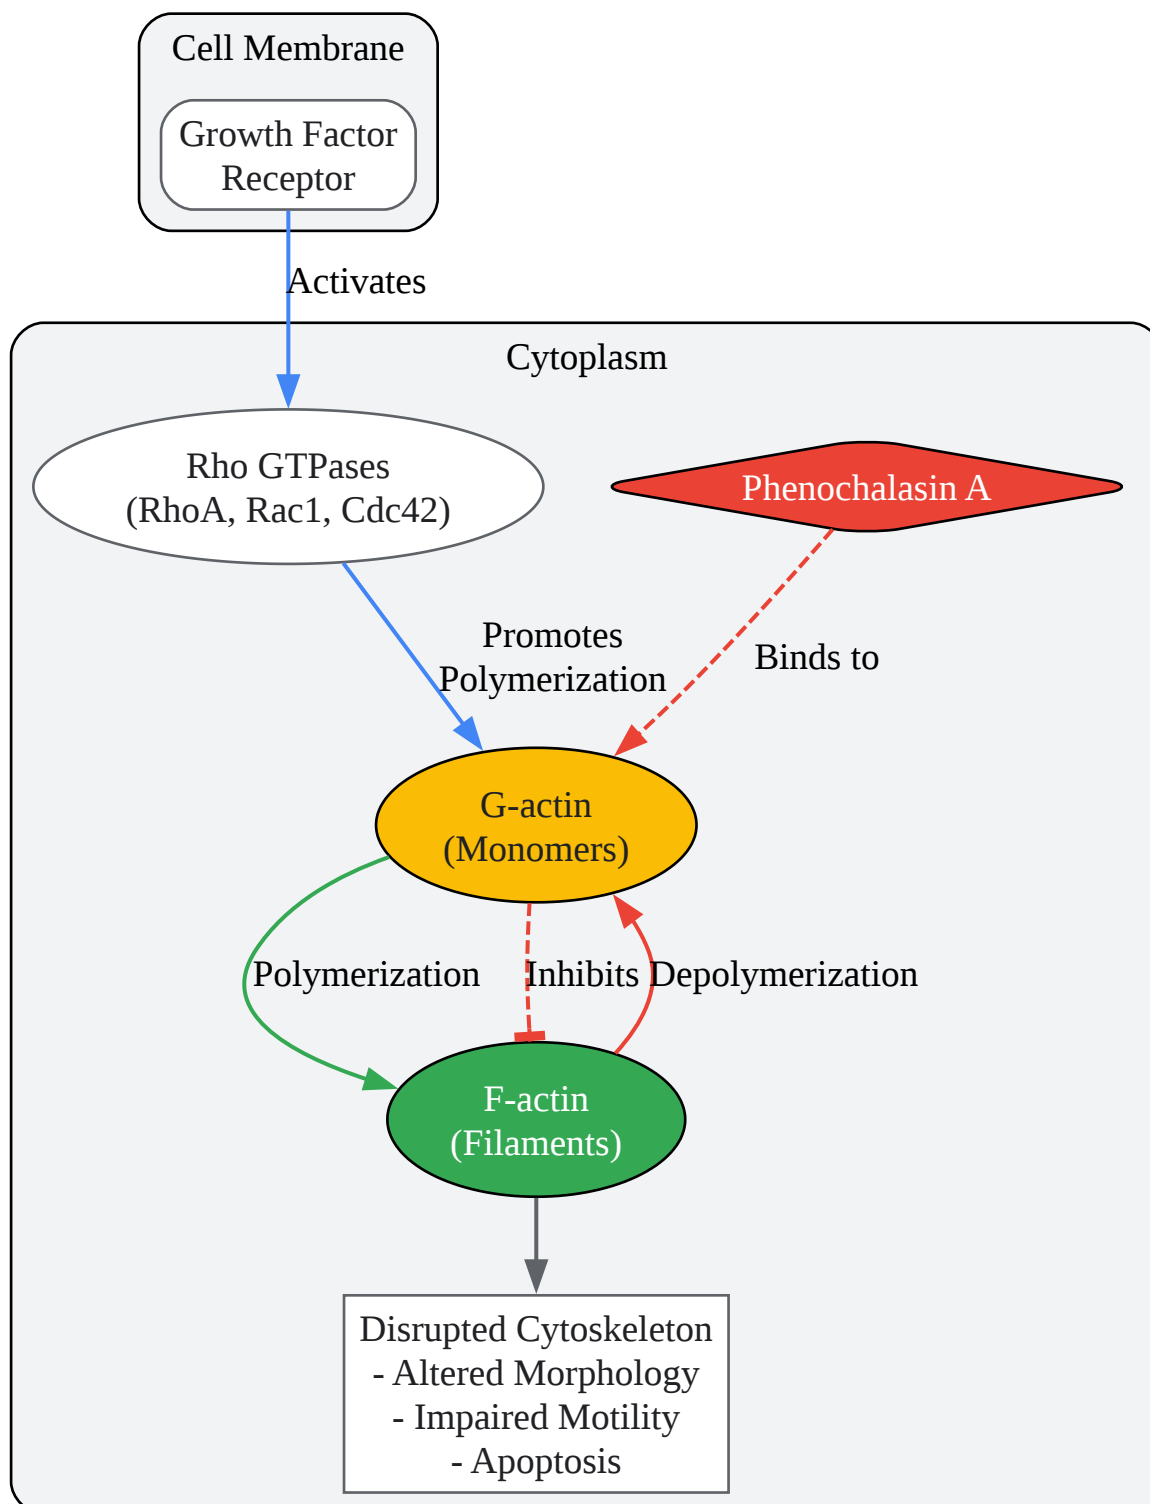 Cell Membrane
Growth Factor
Receptor
Activates
Cytoplasm
Rho GTPases
(RhoA, Rac1, Cdc42)
Phenochalasin A
Promotes
Polymerization
Binds to
G-actin
(Monomers)
Polymerization
Inhibits
Depolymerization
F-actin
(Filaments)
Disrupted Cytoskeleton
- Altered Morphology
- Impaired Motility
- Apoptosis